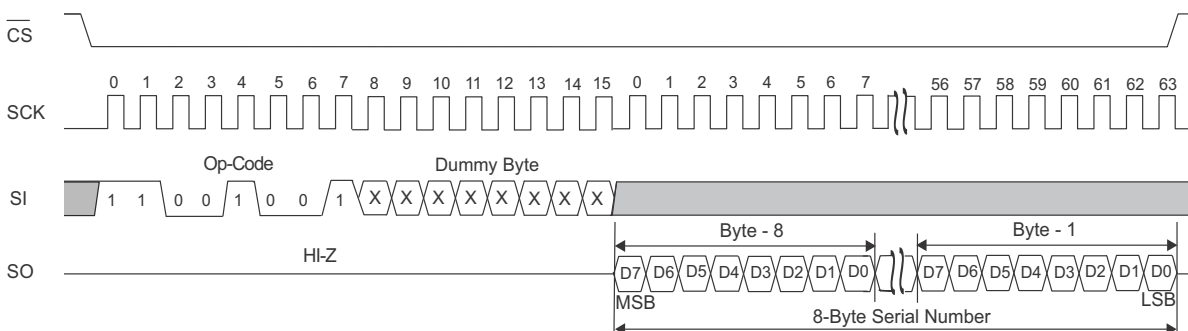 CS
SCK
0 1 2 3 4 5 6 7 8 9 10 11 12 13 14 15 0 1 2 3 4 5 6 7 56 57 58 59 60 61 62 63
Op-Code
Dummy Byte
SI
1 1 0 0 1 0 0 1 X X X X X X X X
Byte - 8
Byte - 1
HI-Z
SO
D7 D6 D5 D4 D3 D2 D1 D0 D7 D6 D5 D4 D3 D2 D1 D0
MSB
LSB
8-Byte Serial Number